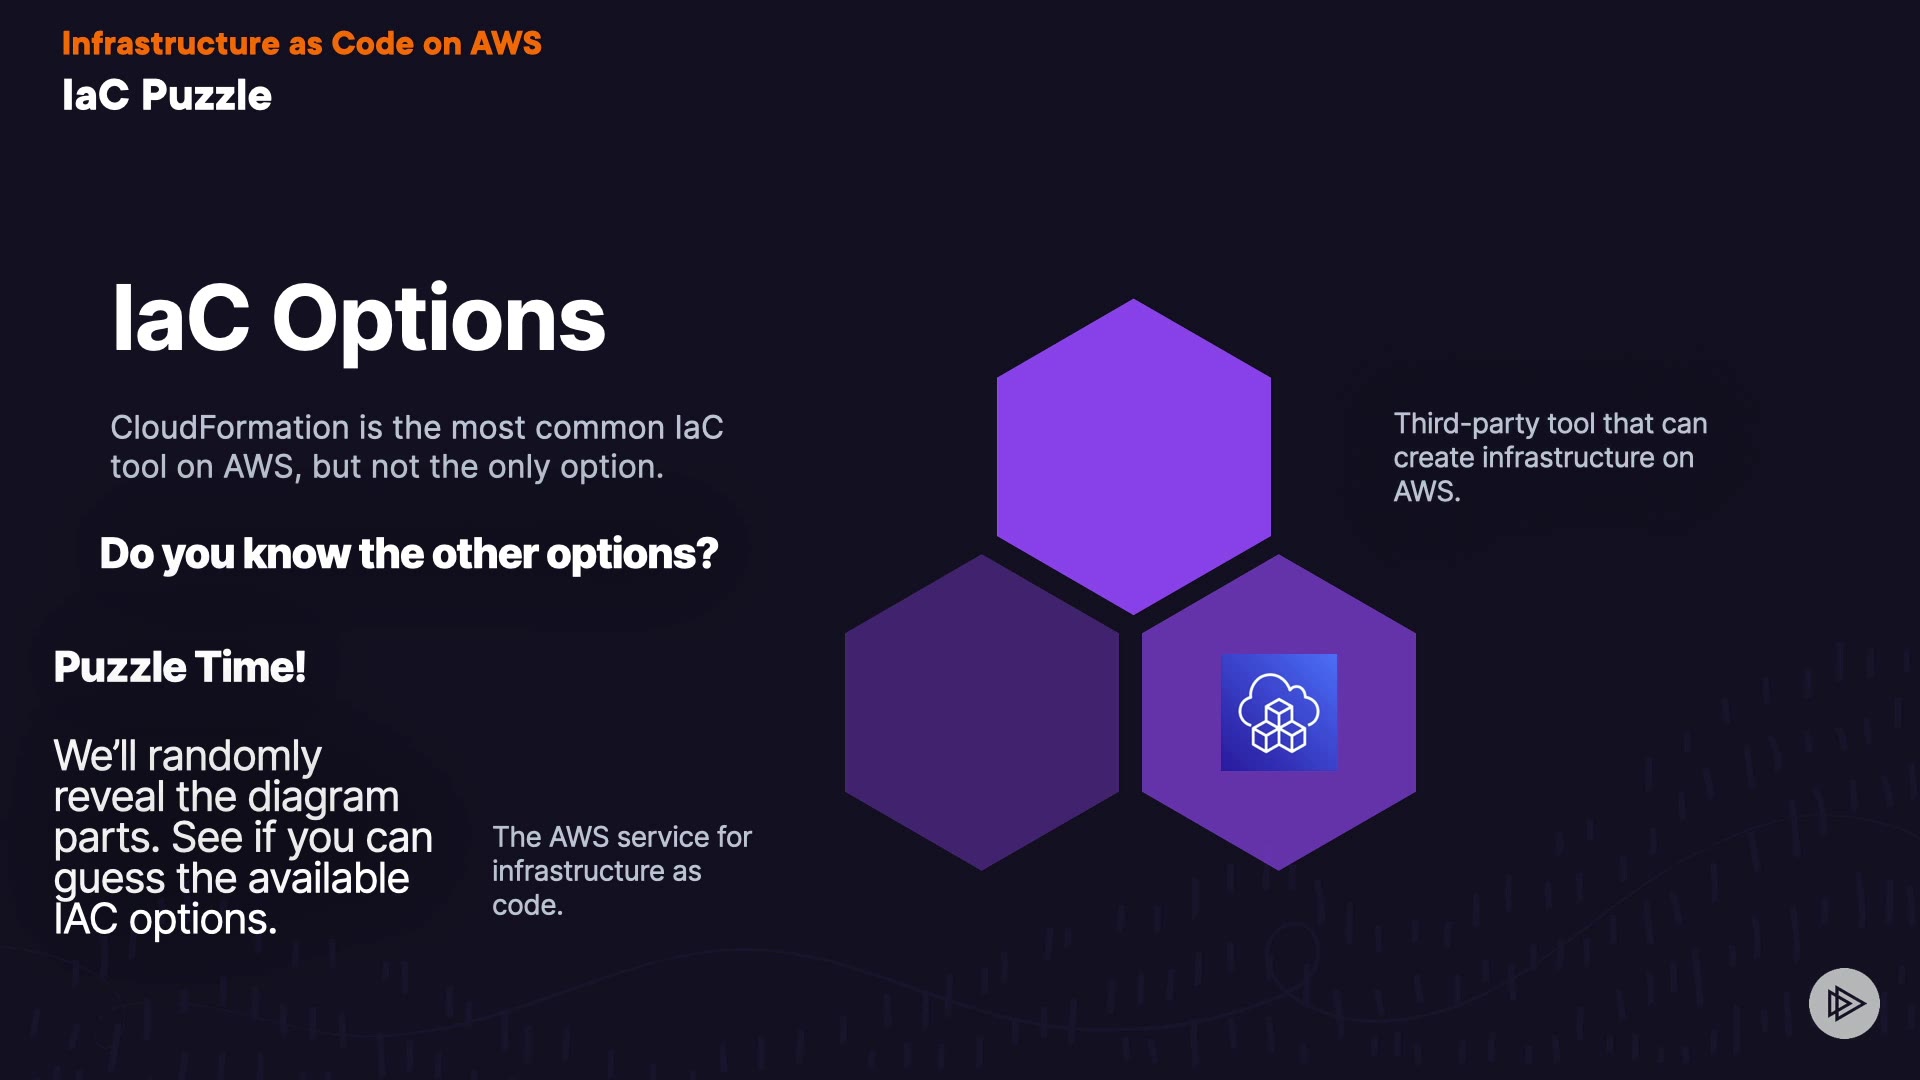 Infrastructure as Code on AWS
IaC Puzzle
IaC Options
CloudFormation is the most common IaC
tool on AWS, but not the only option.
Do you know the other options?
Puzzle Time!
We’ll randomly
reveal the diagram
parts. See if you can
guess the available
IAC options.
The AWS service for
infrastructure as
code.
Third-party tool that can
create infrastructure on
AWS.